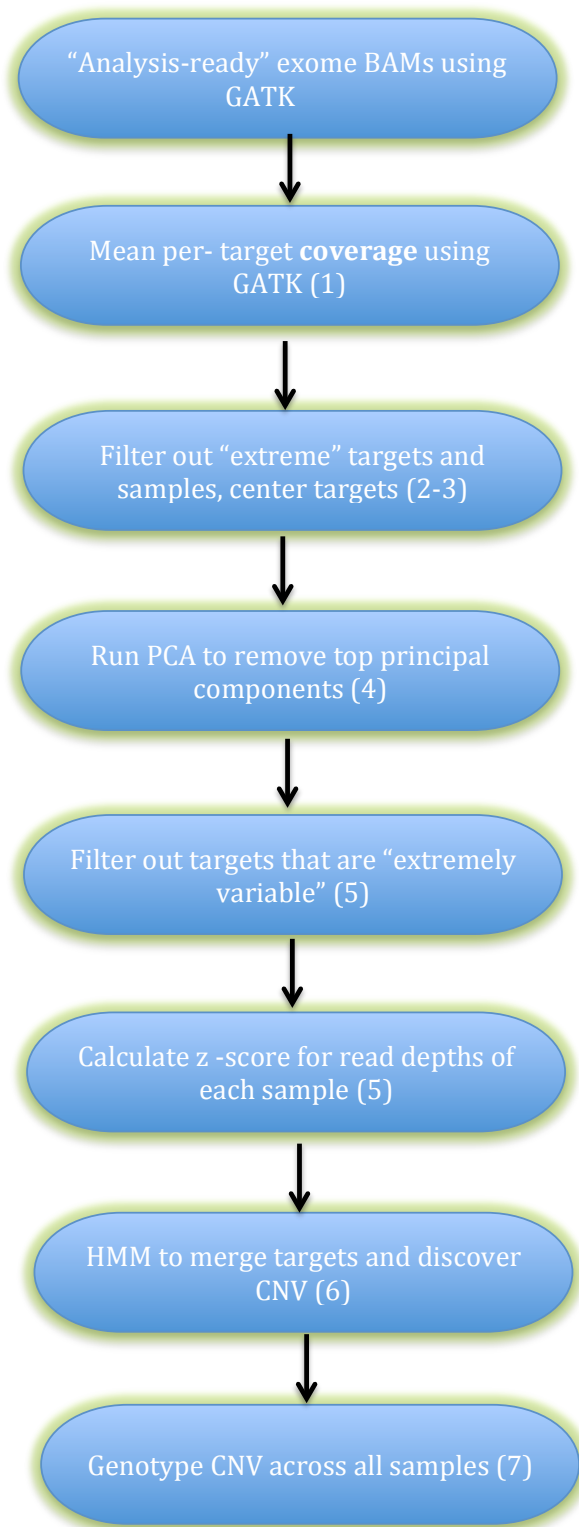 “Analysis-ready” exome BAMs using
GATK
Mean per- target coverage using
GATK (1)
Filter out “extreme” targets and
samples, center targets (2-3)
Run PCA to remove top principal
components (4)
Filter out targets that are “extremely
variable” (5)
Calculate z -score for read depths of
each sample (5)
HMM to merge targets and discover
CNV (6)
Genotype CNV across all samples (7)